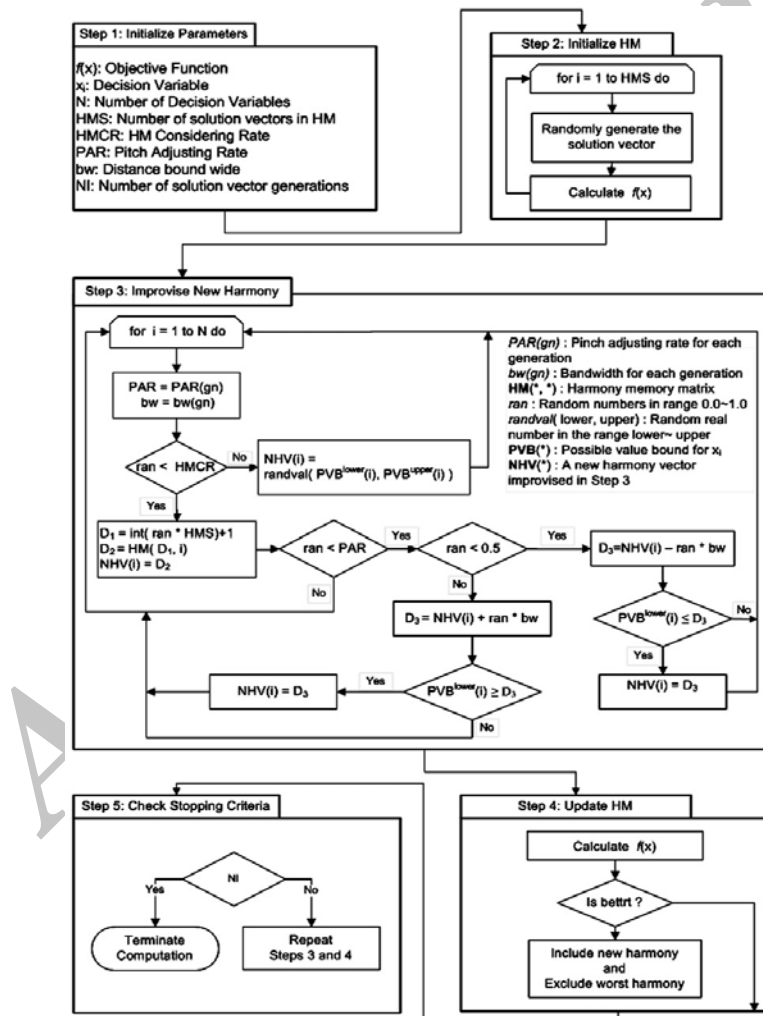 Step 1: Initialize Parameters
f(x): Objective Function
xᵢ: Decision Variable
N: Number of Decision Variables
HMS: Number of solution vectors in HM
HMCR: HM Considering Rate
PAR: Pitch Adjusting Rate
bw: Distance bound wide
NI: Number of solution vector generations
Step 2: Initialize HM
for i = 1 to HMS do
Randomly generate the
solution vector
Calculate f(x)
Step 3: Improvise New Harmony
for i = 1 to N do
PAR = PAR(gn)
bw = bw(gn)
ran < HMCR
No
NHV(i) =
randval( PVB^lower(i), PVB^upper(i) )
Yes
PAR(gn) : Pinch adjusting rate for each
generation
bw(gn) : Bandwidth for each generation
HM(*, *) : Harmony memory matrix
ran : Random numbers in range 0.0~1.0
randval( lower, upper) : Random real
number in the range lower~ upper
PVB(*) : Possible value bound for xᵢ
NHV(*) : A new harmony vector
improvised in Step 3
D₁ = int( ran * HMS)+1
D₂ = HM( D₁, i)
NHV(i) = D₂
ran < PAR
Yes
No
ran < 0.5
Yes
No
D₃=NHV(i) – ran * bw
D₃ = NHV(i) + ran * bw
PVB^lower(i) ≤ D₃
No
Yes
NHV(i) = D₃
PVB^lower(i) ≥ D₃
Yes
No
NHV(i) = D₃
Step 5: Check Stopping Criteria
NI
Yes
No
Terminate
Computation
Repeat
Steps 3 and 4
Step 4: Update HM
Calculate f(x)
Is bettrt ?
Include new harmony
and
Exclude worst harmony